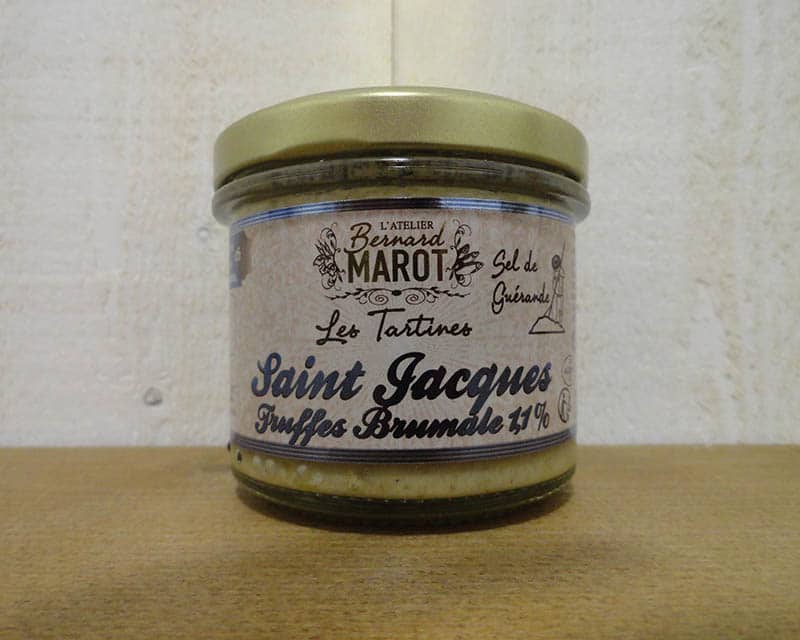 L'ATELIER
Bernard
MAROT
Sel de
Guérande
Les Tartines
Saint Jacques
Truffes Brumale 1,1%